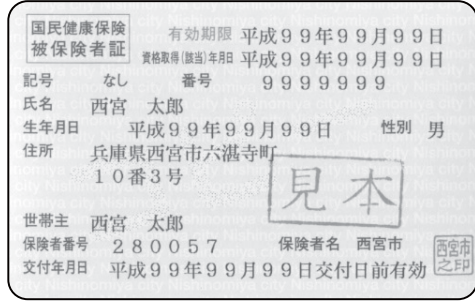 国民健康保険
被保険者証
有効期限 平成99年99月99日
資格取得(該当)年月日 平成99年99月99日
記号 なし 番号 9999999
氏名 西宮 太郎
生年月日 平成99年99月99日 性別 男
住所 兵庫県西宮市六湛寺町
10番3号
見本
世帯主 西宮 太郎
保険者番号 280057 保険者名 西宮市
交付年月日 平成99年99月99日交付日前有効
西宮市
之印